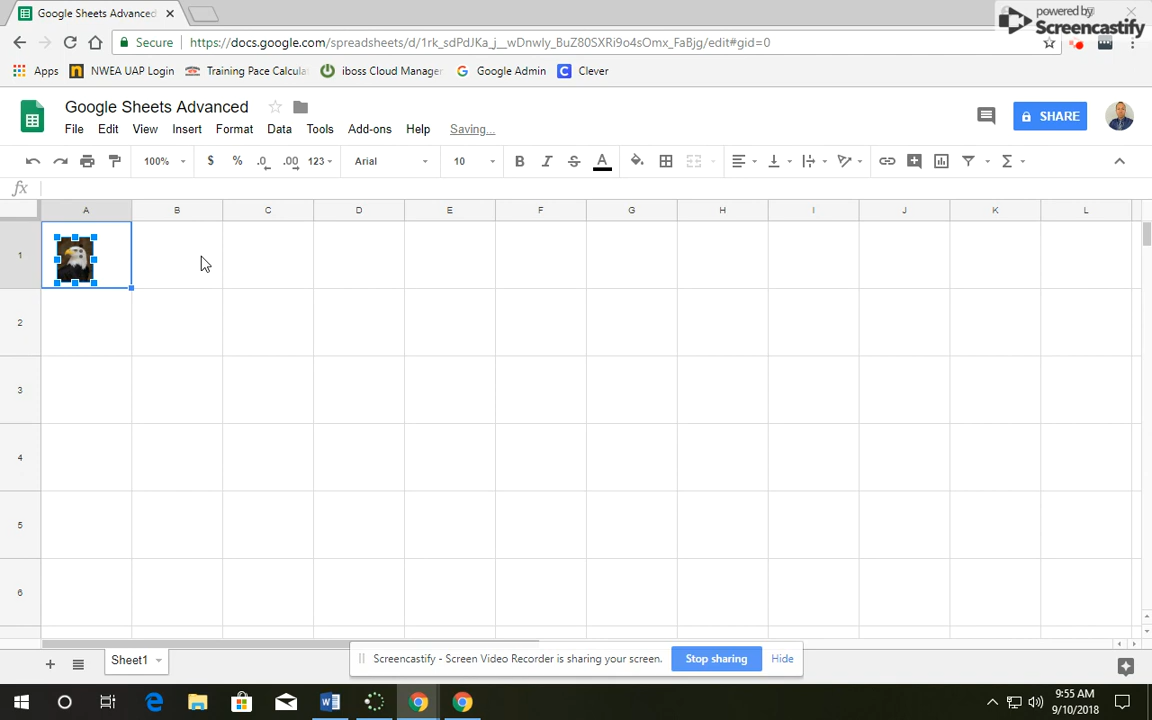 Google Sheets Advanced
powered by
Screencastify
Secure
https://docs.google.com/spreadsheets/d/1rk_sdPdJKa_j__wDnwly_BuZ80SXRi9o4sOmx_FaBjg/edit#gid=0
Apps
NWEA UAP Login
Training Pace Calcula
iboss Cloud Manager
Google Admin
Clever
Google Sheets Advanced
File
Edit
View
Insert
Format
Data
Tools
Add-ons
Help
Saving...
SHARE
100%
$
%
.0
.00
123
Arial
10
B
I
S
A
Σ
fx
A
B
C
D
E
F
G
H
I
J
K
L
1
2
3
4
5
6
Sheet1
Screencastify - Screen Video Recorder is sharing your screen.
Stop sharing
Hide
9:55 AM
9/10/2018